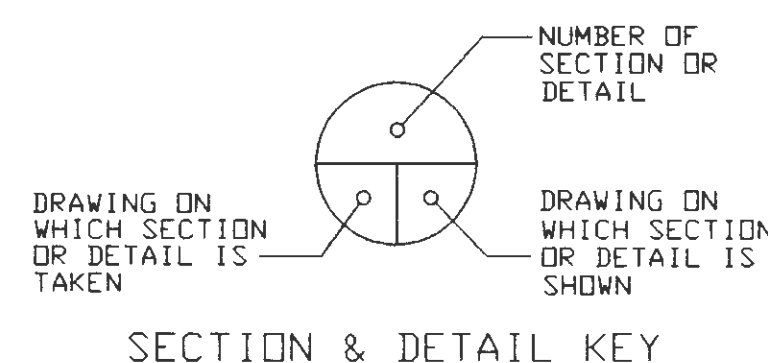 NUMBER OF
SECTION OR
DETAIL
DRAWING ON
WHICH SECTION
OR DETAIL IS
TAKEN
DRAWING ON
WHICH SECTION
OR DETAIL IS
SHOWN
SECTION & DETAIL KEY